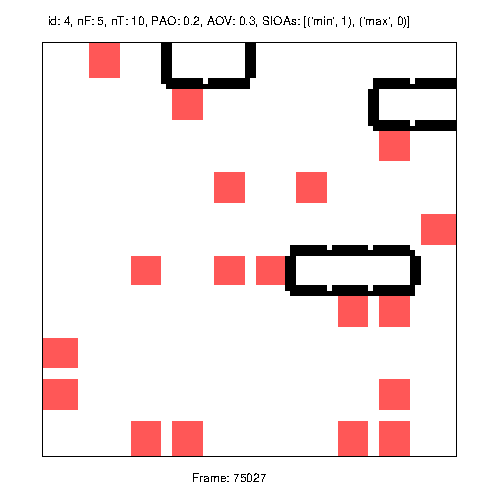 id: 4, nF: 5, nT: 10, PAO: 0.2, AOV: 0.3, SIOAs: [('min', 1), ('max', 0)]
Frame: 75027